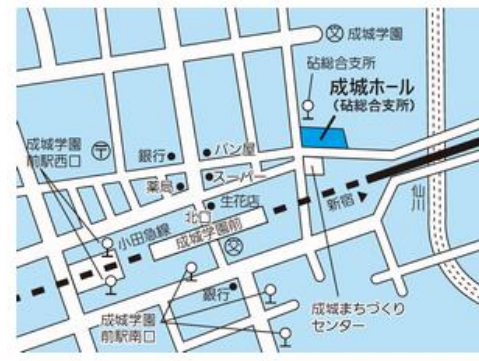 成城学園
砧総合支所
成城ホール
(砧総合支所)
成城学園
前駅西口
銀行
パン屋
薬局
スーパー
生花店
北口
小田急線
成城学園前
新宿
仙川
銀行
成城まちづくり
センター
成城学園
前駅南口